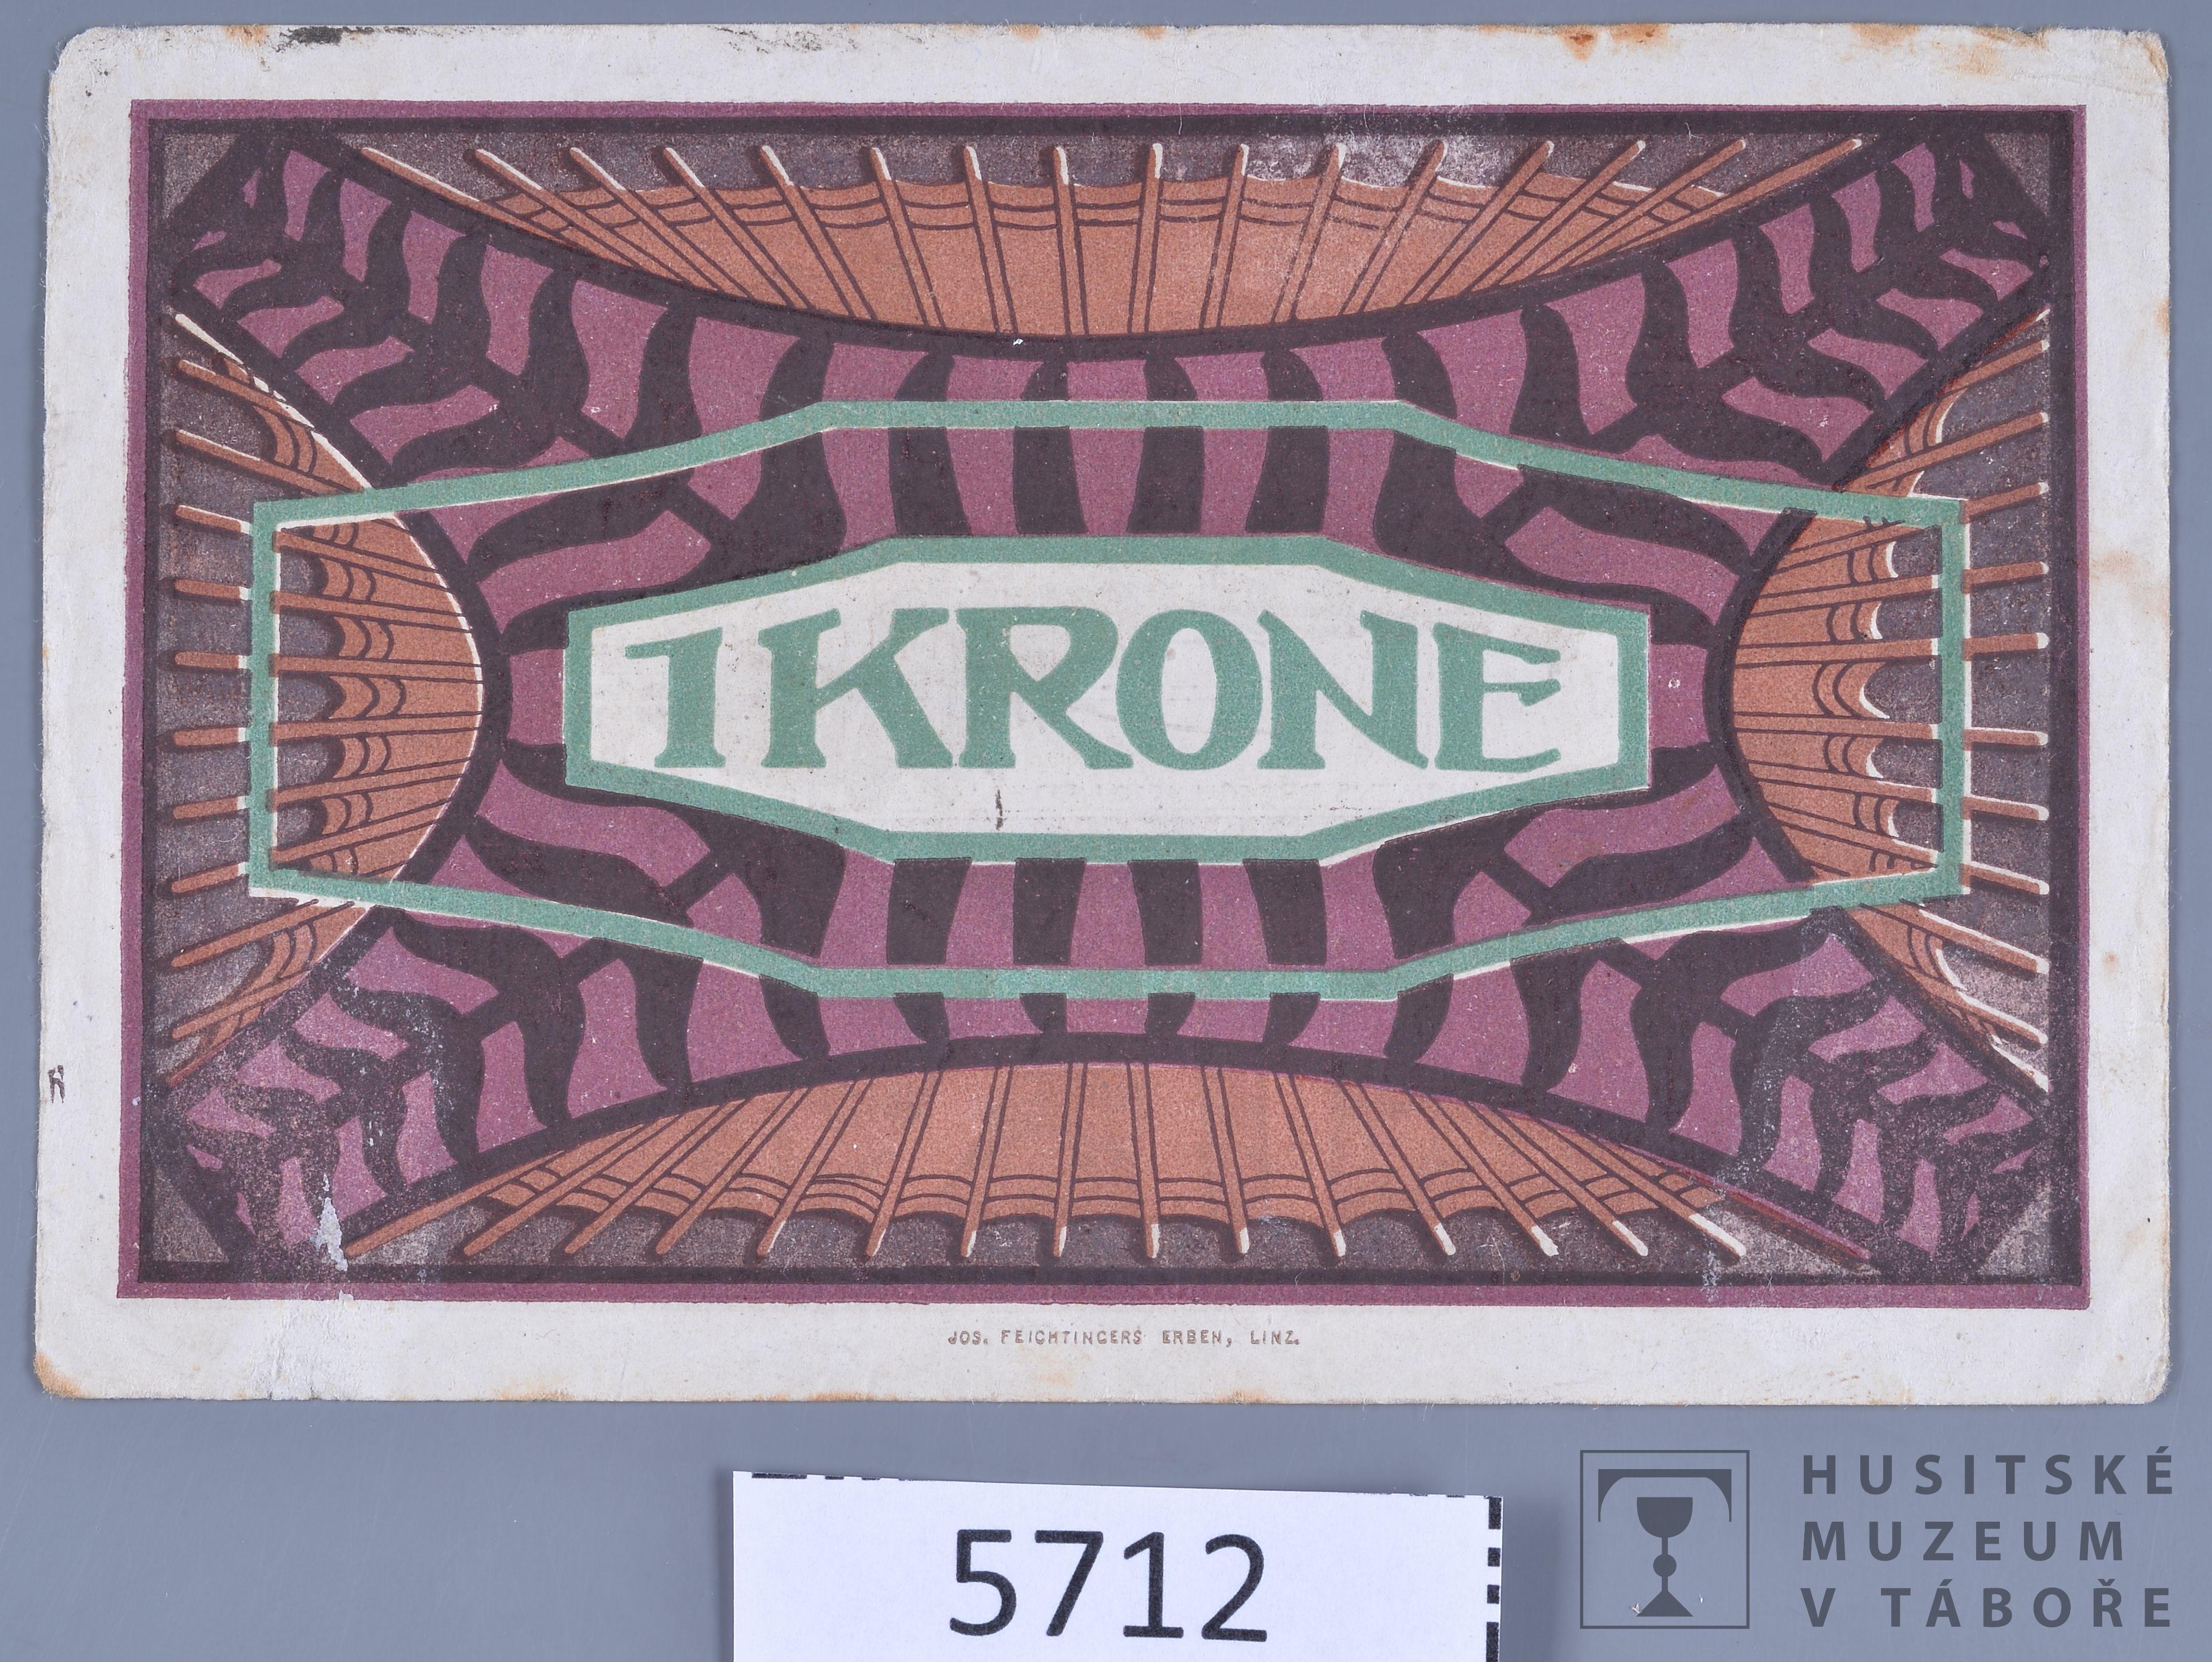 1 KRONE
JOS. FEICHTINGERS ERBEN, LINZ.
5712
HUSITSKÉ
MUZEUM
V TÁBOŘE